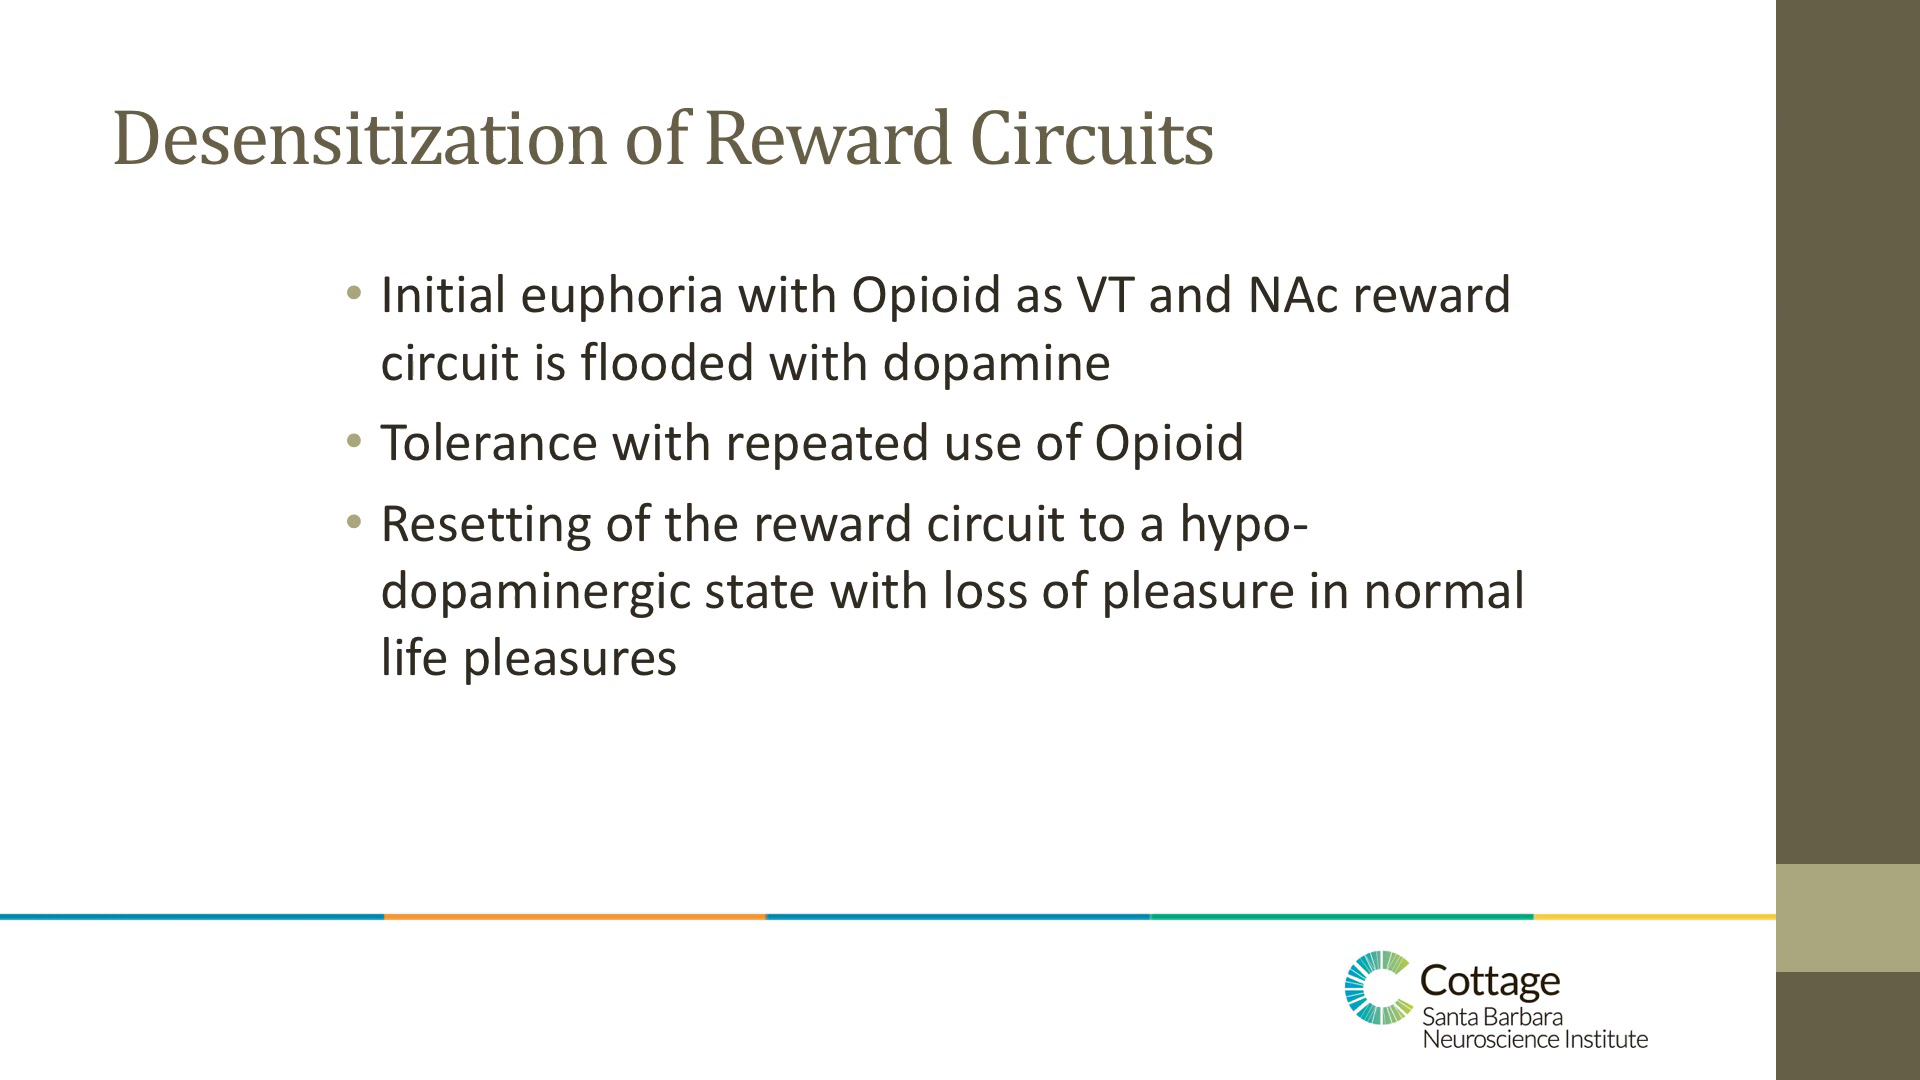 Desensitization of Reward Circuits
• Initial euphoria with Opioid as VT and NAc reward
circuit is flooded with dopamine
• Tolerance with repeated use of Opioid
• Resetting of the reward circuit to a hypo-
dopaminergic state with loss of pleasure in normal
life pleasures
Cottage
Santa Barbara
Neuroscience Institute